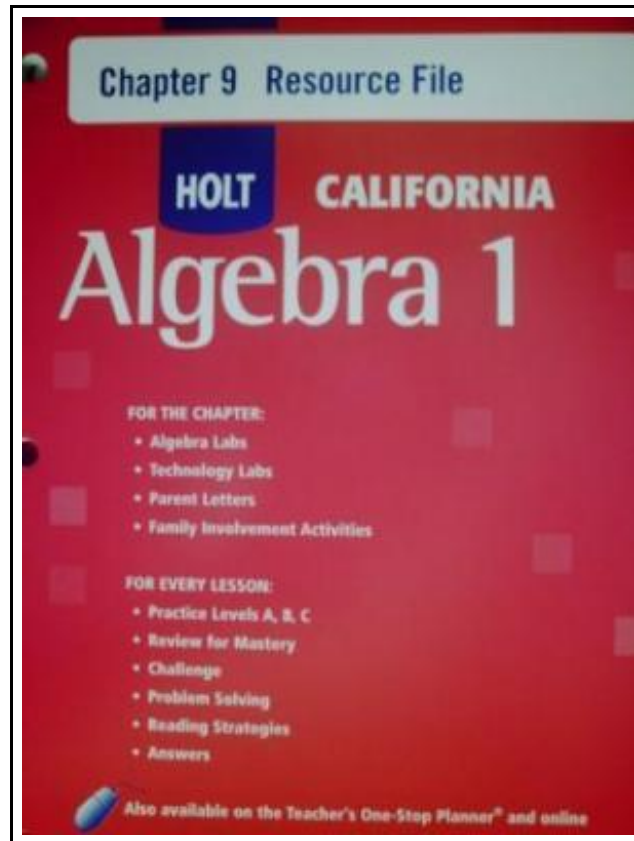 Chapter 9 Resource File
HOLT CALIFORNIA
Algebra 1
FOR THE CHAPTER:
• Algebra Labs
• Technology Labs
• Parent Letters
• Family Involvement Activities
FOR EVERY LESSON:
• Practice Levels A, B, C
• Review for Mastery
• Challenge
• Problem Solving
• Reading Strategies
• Answers
Also available on the Teacher's One-Stop Planner® and online